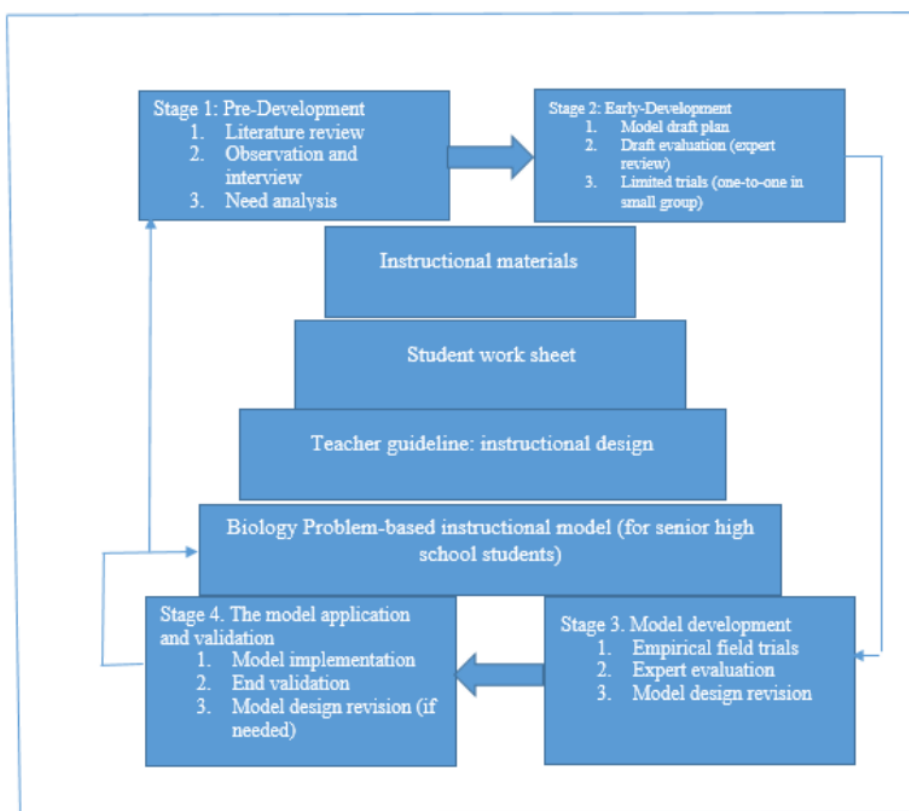 Stage 1: Pre-Development
1. Literature review
2. Observation and
interview
3. Need analysis
Stage 2: Early-Development
1. Model draft plan
2. Draft evaluation (expert
review)
3. Limited trials (one-to-one in
small group)
Instructional materials
Student work sheet
Teacher guideline: instructional design
Biology Problem-based instructional model (for senior high
school students)
Stage 4. The model application
and validation
1. Model implementation
2. End validation
3. Model design revision (if
needed)
Stage 3. Model development
1. Empirical field trials
2. Expert evaluation
3. Model design revision